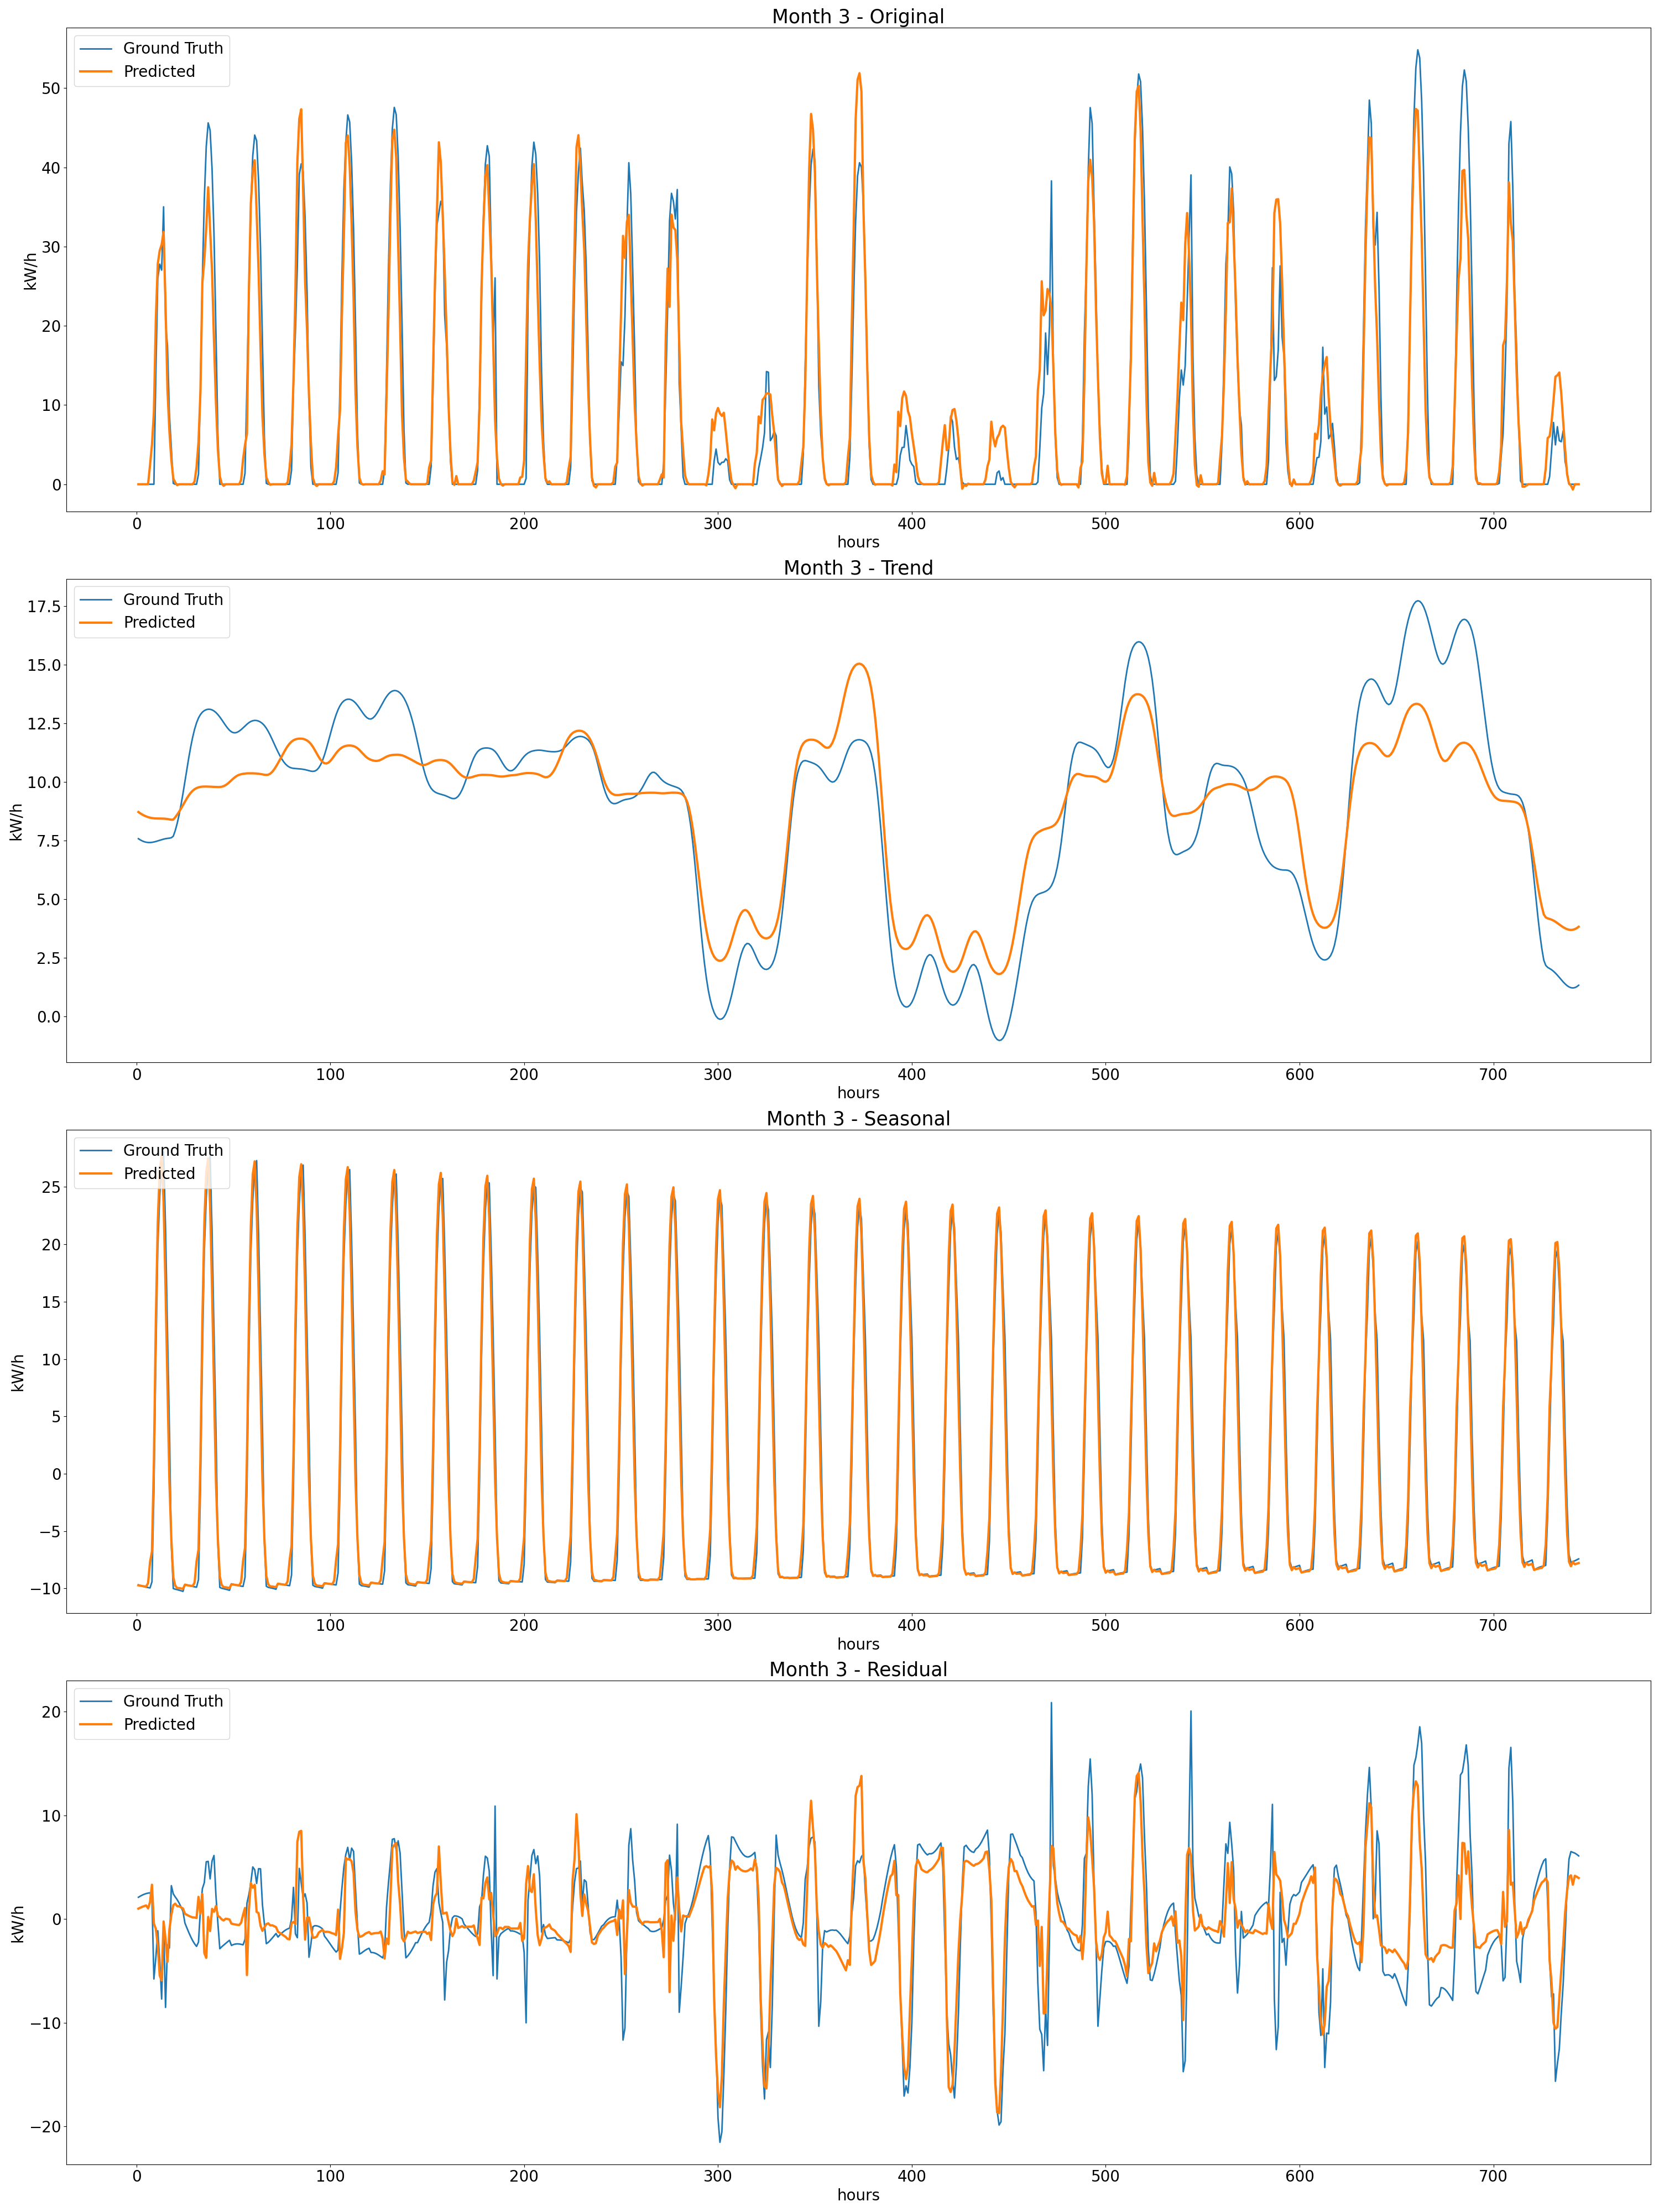 Month 3 - Original
Ground Truth
Predicted
50
40
30
20
10
0
kW/h
0 100 200 300 400 500 600 700
hours
Month 3 - Trend
Ground Truth
Predicted
17.5
15.0
12.5
10.0
7.5
5.0
2.5
0.0
kW/h
0 100 200 300 400 500 600 700
hours
Month 3 - Seasonal
Ground Truth
Predicted
25
20
15
10
5
0
−5
−10
kW/h
0 100 200 300 400 500 600 700
hours
Month 3 - Residual
Ground Truth
Predicted
20
10
0
−10
−20
kW/h
0 100 200 300 400 500 600 700
hours